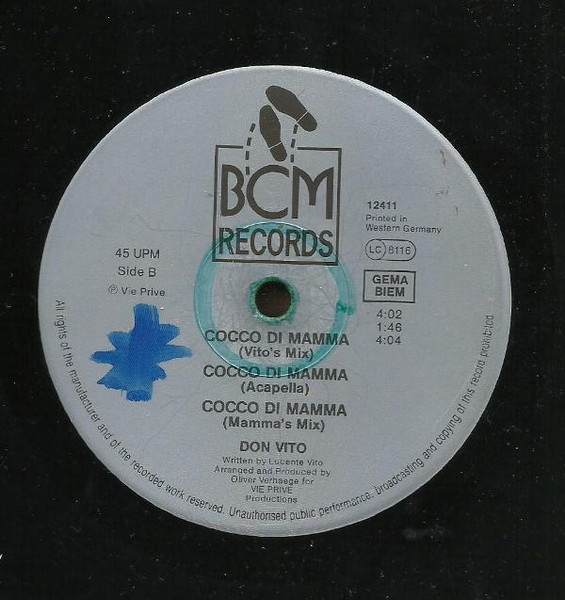 BCM
RECORDS
12411
Printed in
Western Germany
LC 8116
GEMA
BIEM
45 UPM
Side B
℗ Vie Prive
4:02
1:46
4:04
COCCO DI MAMMA
(Vito's Mix)
COCCO DI MAMMA
(Acapella)
COCCO DI MAMMA
(Mamma's Mix)
DON VITO
Written by Lucente Vito
Arranged and Produced by
Oliver Verhaege for
VIE PRIVE
Productions
All rights of the manufacturer and of the recorded work reserved. Unauthorised public performance, broadcasting and copying of this record prohibited